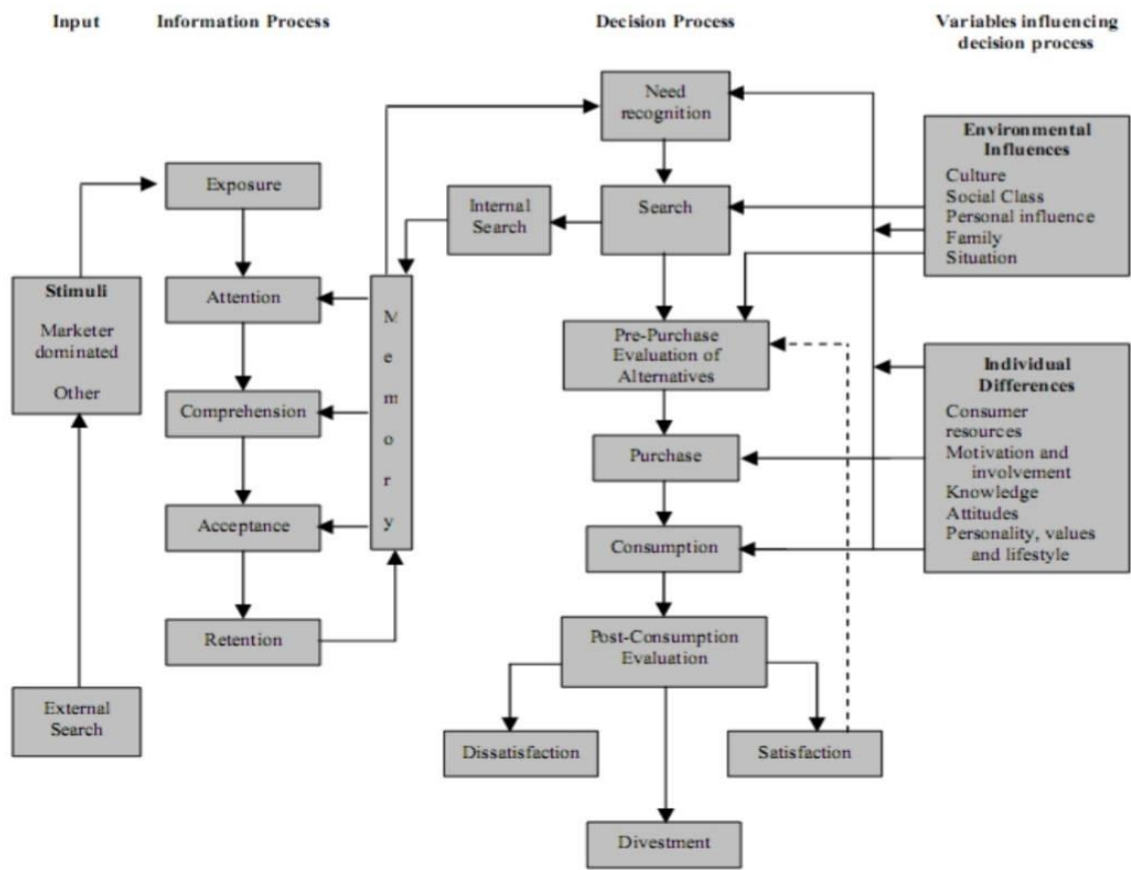 Input
Information Process
Decision Process
Variables influencing
decision process
Need
recognition
Environmental
Influences
Culture
Social Class
Personal influence
Family
Situation
Exposure
Internal
Search
Search
Stimuli
Marketer
dominated
Other
Attention
M
e
m
o
r
y
Pre-Purchase
Evaluation of
Alternatives
Individual
Differences
Consumer
resources
Motivation and
involvement
Knowledge
Attitudes
Personality, values
and lifestyle
Comprehension
Purchase
Acceptance
Consumption
Retention
Post-Consumption
Evaluation
External
Search
Dissatisfaction
Satisfaction
Divestment